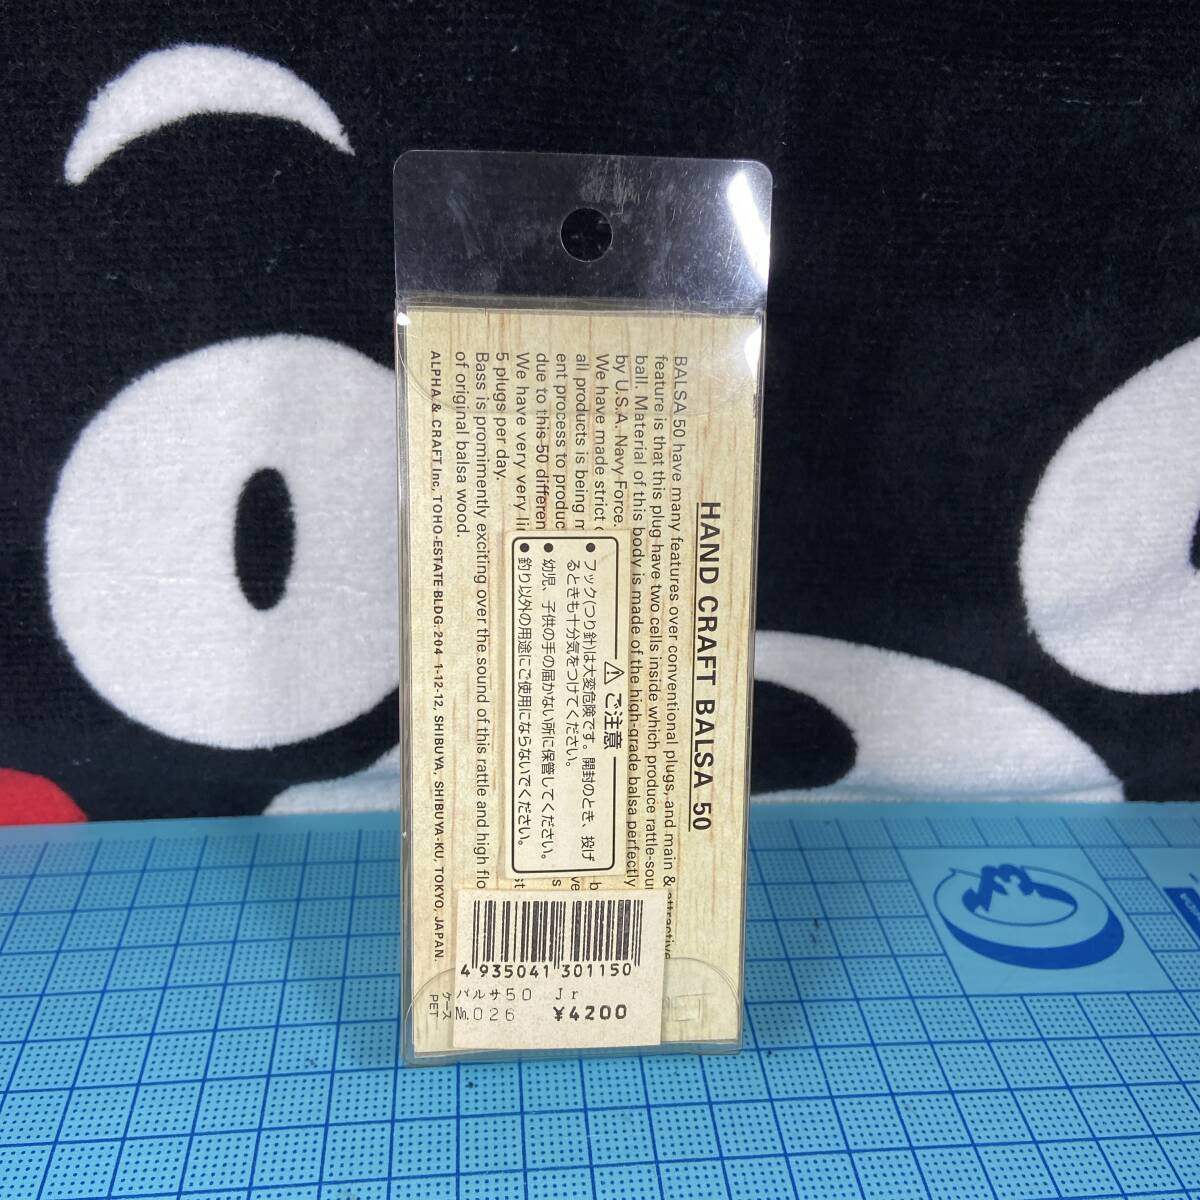 HAND CRAFT BALSA 50
BALSA 50 have many features over conventional plugs, and main & attractive
feature is that this plug have two cells inside which produce rattle-sou
ball. Material of this body is made of the high-grade balsa perfectly
by U.S.A. Navy Force.
We have made strict
all products is being
ent process to produc
due to this 50 differen
We have very very
5 plugs per day.
Bass is promimently exciting over the sound of this rattle and high flo
of original balsa wood.
ALPHA & CRAFT Inc, TOHO-ESTATE BLDG. 204 1-12-12, SHIBUYA, SHIBUYA-KU, TOKYO, JAPAN.
⚠ ご注意
● フック(つり針)は大変危険です。開封のとき、投げ
るときも十分気をつけてください。
● 幼児、子供の手の届かない所に保管してください。
● 釣り以外の用途にご使用にならないでください。
4 935041 301150
バルサ50 Jr
No.026 ¥4200
ケース
PET